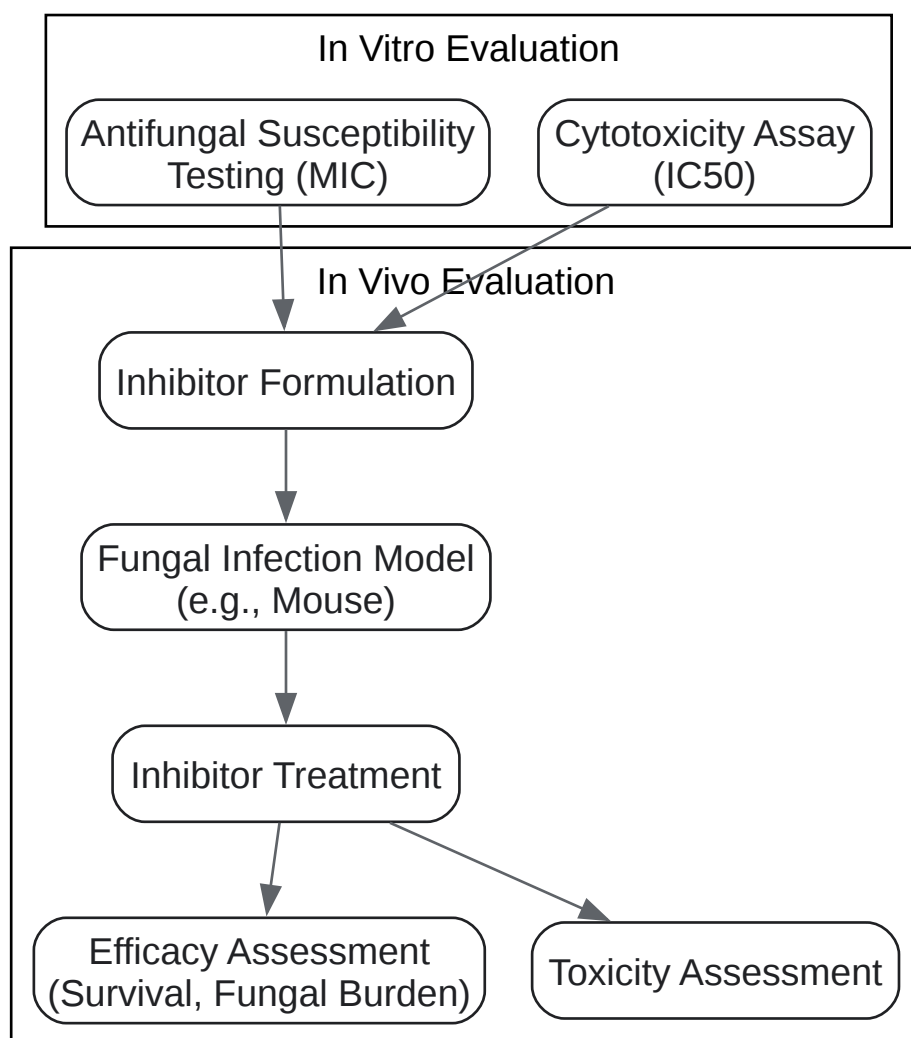 In Vitro Evaluation
Antifungal Susceptibility
Testing (MIC)
Cytotoxicity Assay
(IC50)
In Vivo Evaluation
Inhibitor Formulation
Fungal Infection Model
(e.g., Mouse)
Inhibitor Treatment
Efficacy Assessment
(Survival, Fungal Burden)
Toxicity Assessment